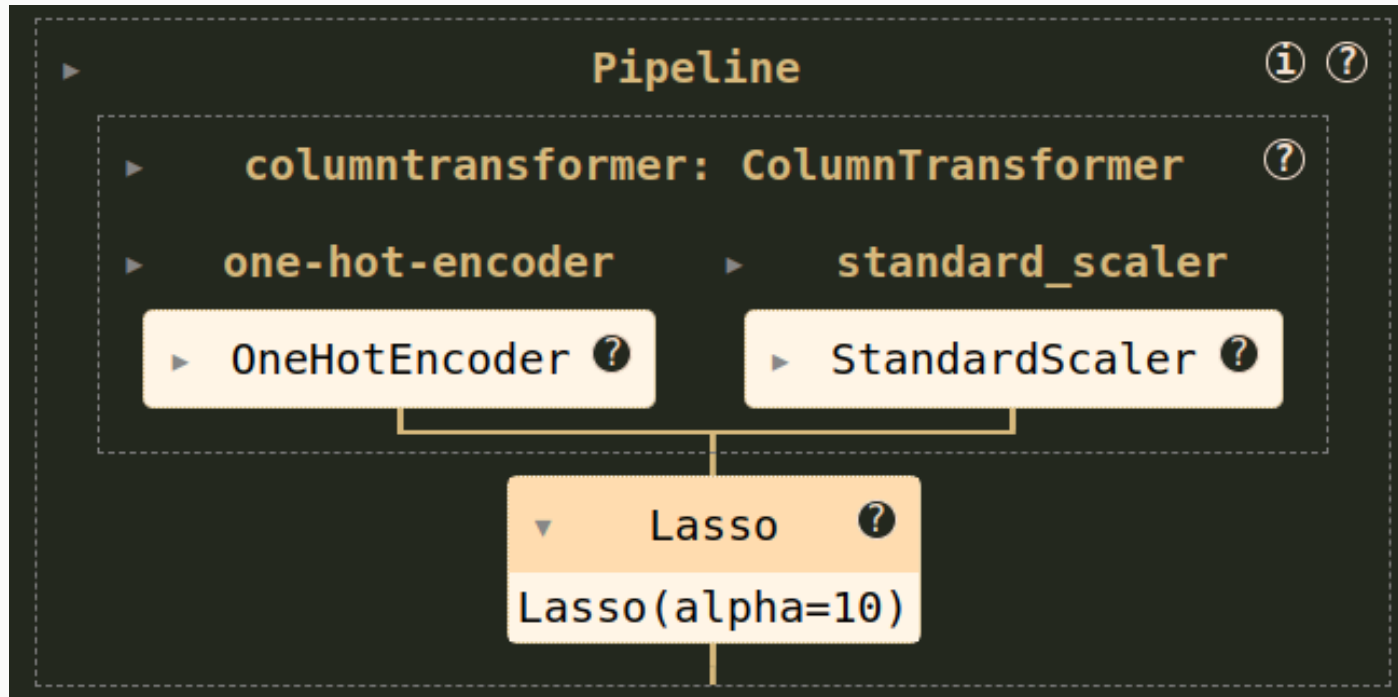 Pipeline i ?
columntransformer: ColumnTransformer ?
one-hot-encoder standard_scaler
OneHotEncoder ? StandardScaler ?
Lasso ?
Lasso(alpha=10)